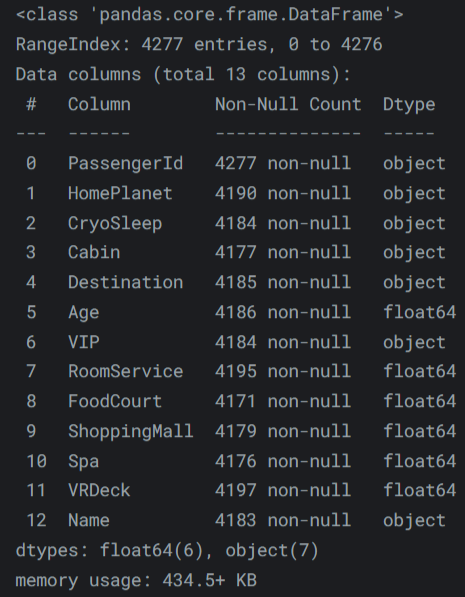 <class 'pandas.core.frame.DataFrame'>
RangeIndex: 4277 entries, 0 to 4276
Data columns (total 13 columns):
 #   Column        Non-Null Count  Dtype
---  ------        --------------  -----
 0   PassengerId   4277 non-null   object
 1   HomePlanet    4190 non-null   object
 2   CryoSleep     4184 non-null   object
 3   Cabin         4177 non-null   object
 4   Destination   4185 non-null   object
 5   Age           4186 non-null   float64
 6   VIP           4184 non-null   object
 7   RoomService   4195 non-null   float64
 8   FoodCourt     4171 non-null   float64
 9   ShoppingMall  4179 non-null   float64
 10  Spa           4176 non-null   float64
 11  VRDeck        4197 non-null   float64
 12  Name          4183 non-null   object
dtypes: float64(6), object(7)
memory usage: 434.5+ KB